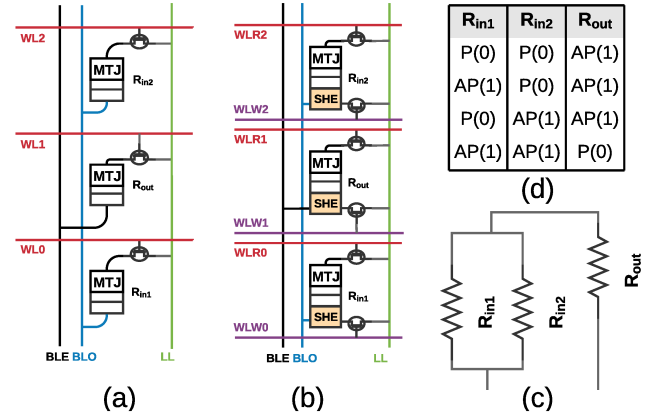 WL2
MTJ
Rin2
WL1
MTJ
Rout
WL0
MTJ
Rin1
BLE BLO LL
(a)
WLR2
MTJ
Rin2
SHE
WLW2
WLR1
MTJ
Rout
SHE
WLW1
WLR0
MTJ
Rin1
SHE
WLW0
BLE BLO LL
(b)
Rin1 Rin2 Rout
P(0) P(0) AP(1)
AP(1) P(0) AP(1)
P(0) AP(1) AP(1)
AP(1) AP(1) P(0)
(d)
Rin1
Rin2
Rout
(c)